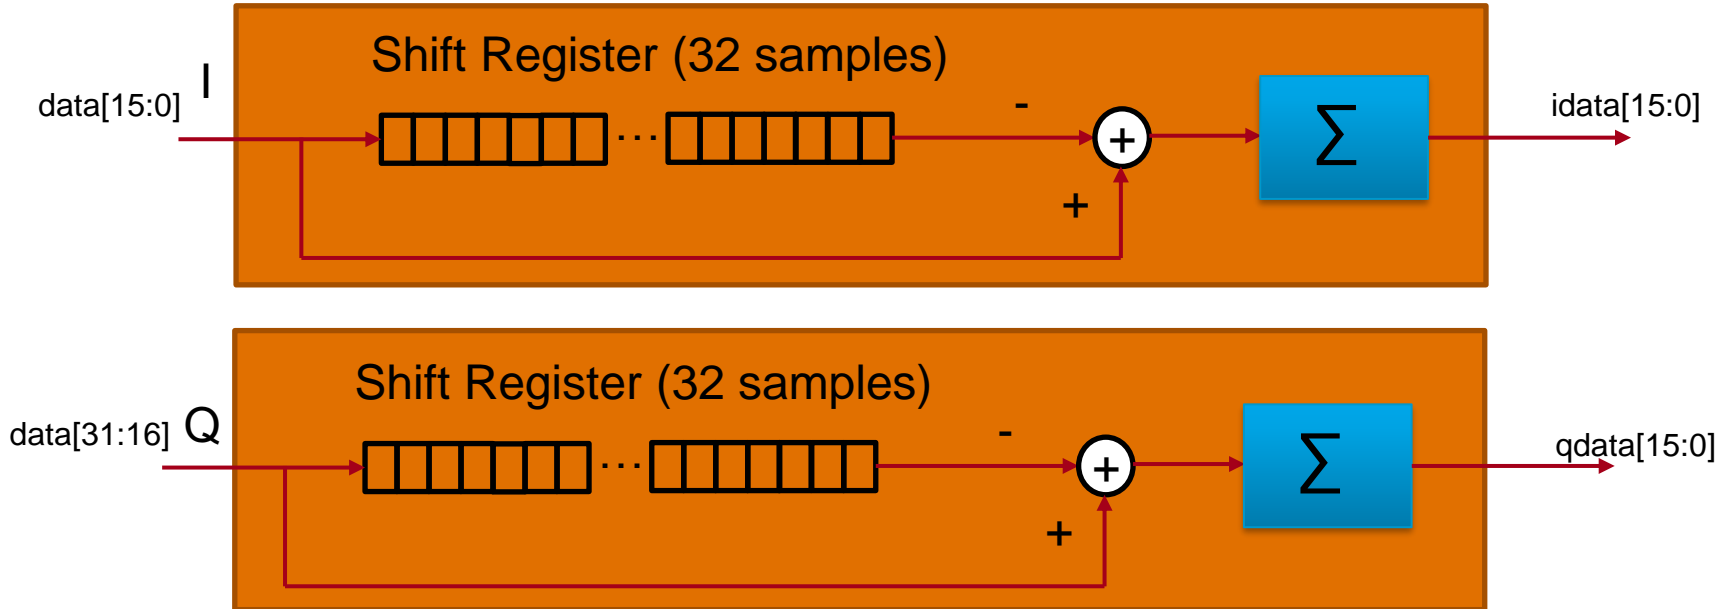 Shift Register (32 samples)
I
data[15:0]
...
-
+
Σ
idata[15:0]
+
Shift Register (32 samples)
data[31:16]
Q
...
-
+
Σ
qdata[15:0]
+